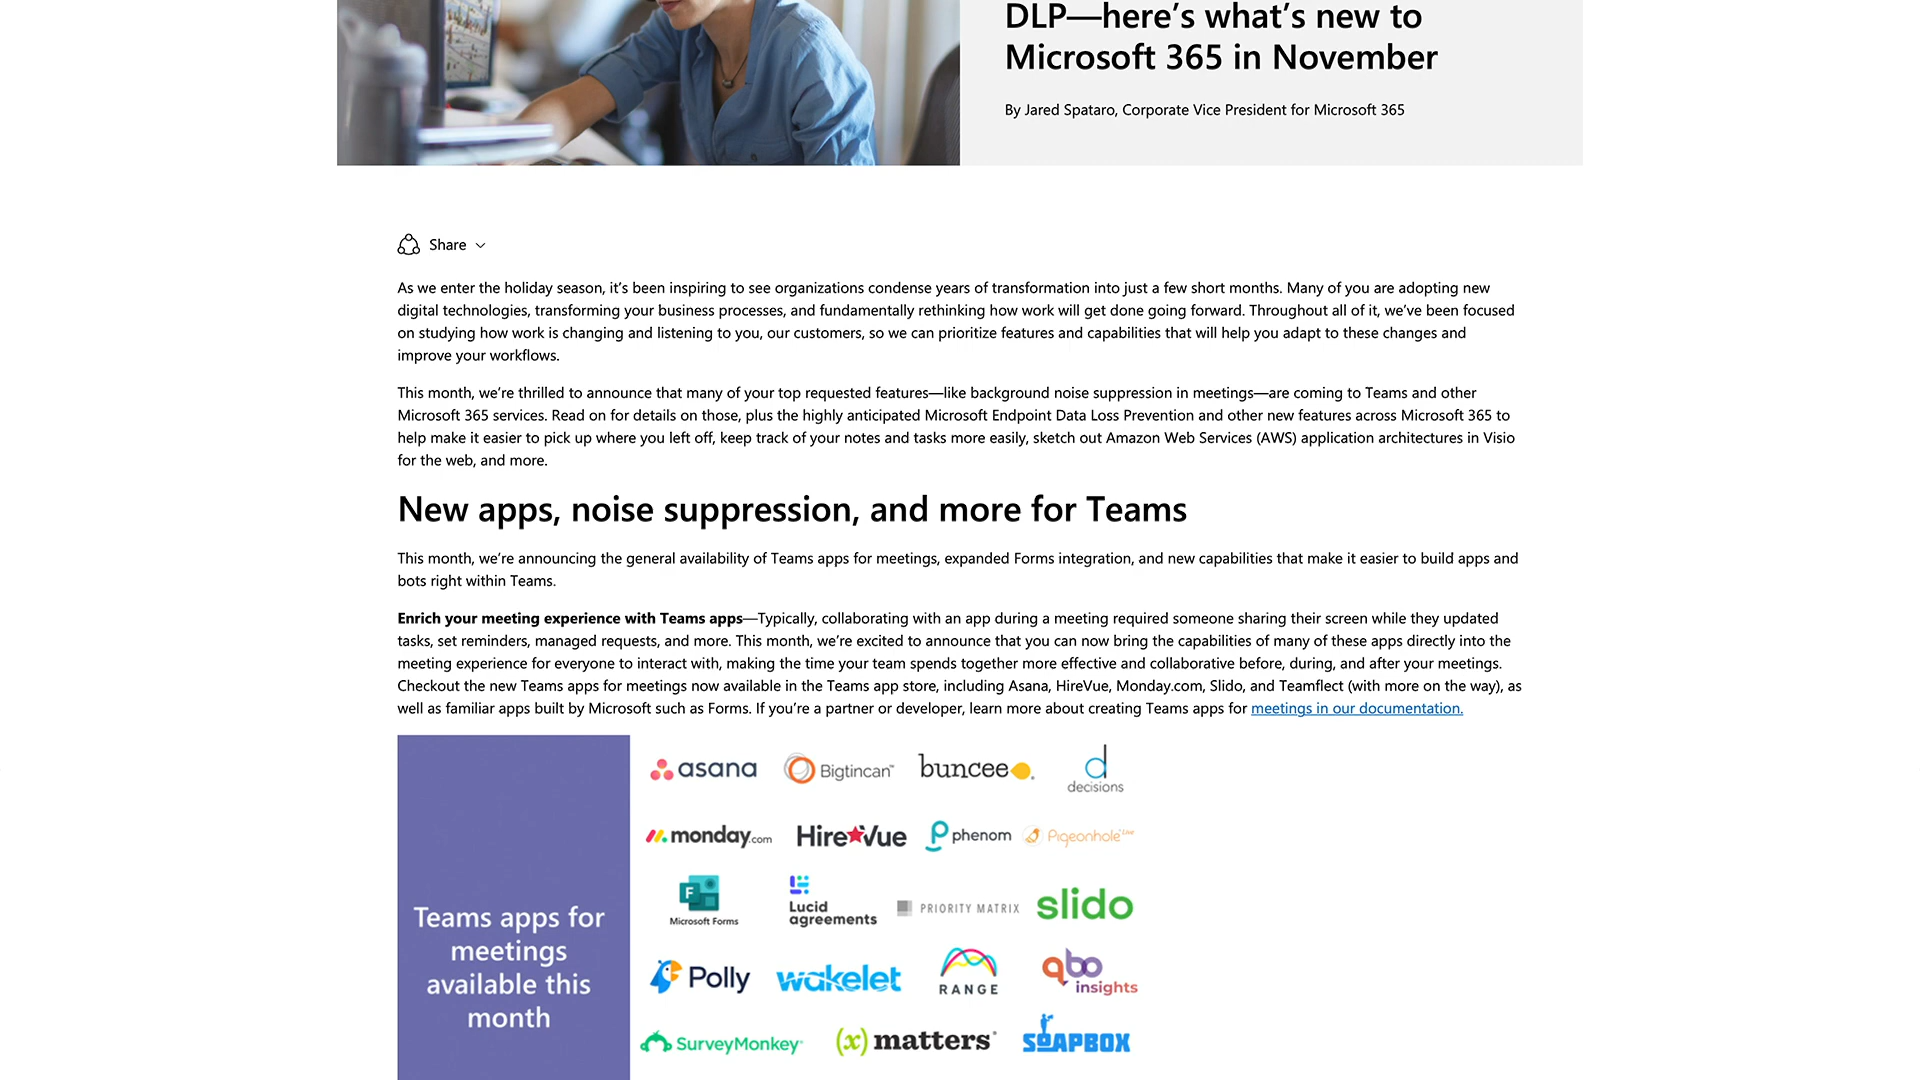 DLP—here’s what’s new to
Microsoft 365 in November
By Jared Spataro, Corporate Vice President for Microsoft 365
Share
As we enter the holiday season, it’s been inspiring to see organizations condense years of transformation into just a few short months. Many of you are adopting new
digital technologies, transforming your business processes, and fundamentally rethinking how work will get done going forward. Throughout all of it, we’ve been focused
on studying how work is changing and listening to you, our customers, so we can prioritize features and capabilities that will help you adapt to these changes and
improve your workflows.
This month, we’re thrilled to announce that many of your top requested features—like background noise suppression in meetings—are coming to Teams and other
Microsoft 365 services. Read on for details on those, plus the highly anticipated Microsoft Endpoint Data Loss Prevention and other new features across Microsoft 365 to
help make it easier to pick up where you left off, keep track of your notes and tasks more easily, sketch out Amazon Web Services (AWS) application architectures in Visio
for the web, and more.
New apps, noise suppression, and more for Teams
This month, we’re announcing the general availability of Teams apps for meetings, expanded Forms integration, and new capabilities that make it easier to build apps and
bots right within Teams.
Enrich your meeting experience with Teams apps—Typically, collaborating with an app during a meeting required someone sharing their screen while they updated
tasks, set reminders, managed requests, and more. This month, we’re excited to announce that you can now bring the capabilities of many of these apps directly into the
meeting experience for everyone to interact with, making the time your team spends together more effective and collaborative before, during, and after your meetings.
Checkout the new Teams apps for meetings now available in the Teams app store, including Asana, HireVue, Monday.com, Slido, and Teamflect (with more on the way), as
well as familiar apps built by Microsoft such as Forms. If you’re a partner or developer, learn more about creating Teams apps for meetings in our documentation.
Teams apps for
meetings
available this
month
asana Bigtincan™ buncee decisions
monday.com HireVue phenom Pigeonhole Live
F
Microsoft Forms
Lucid
agreements
PRIORITY MATRIX
slido
Polly wakelet RANGE
qbo
insights
SurveyMonkey (x) matters SOAPBOX